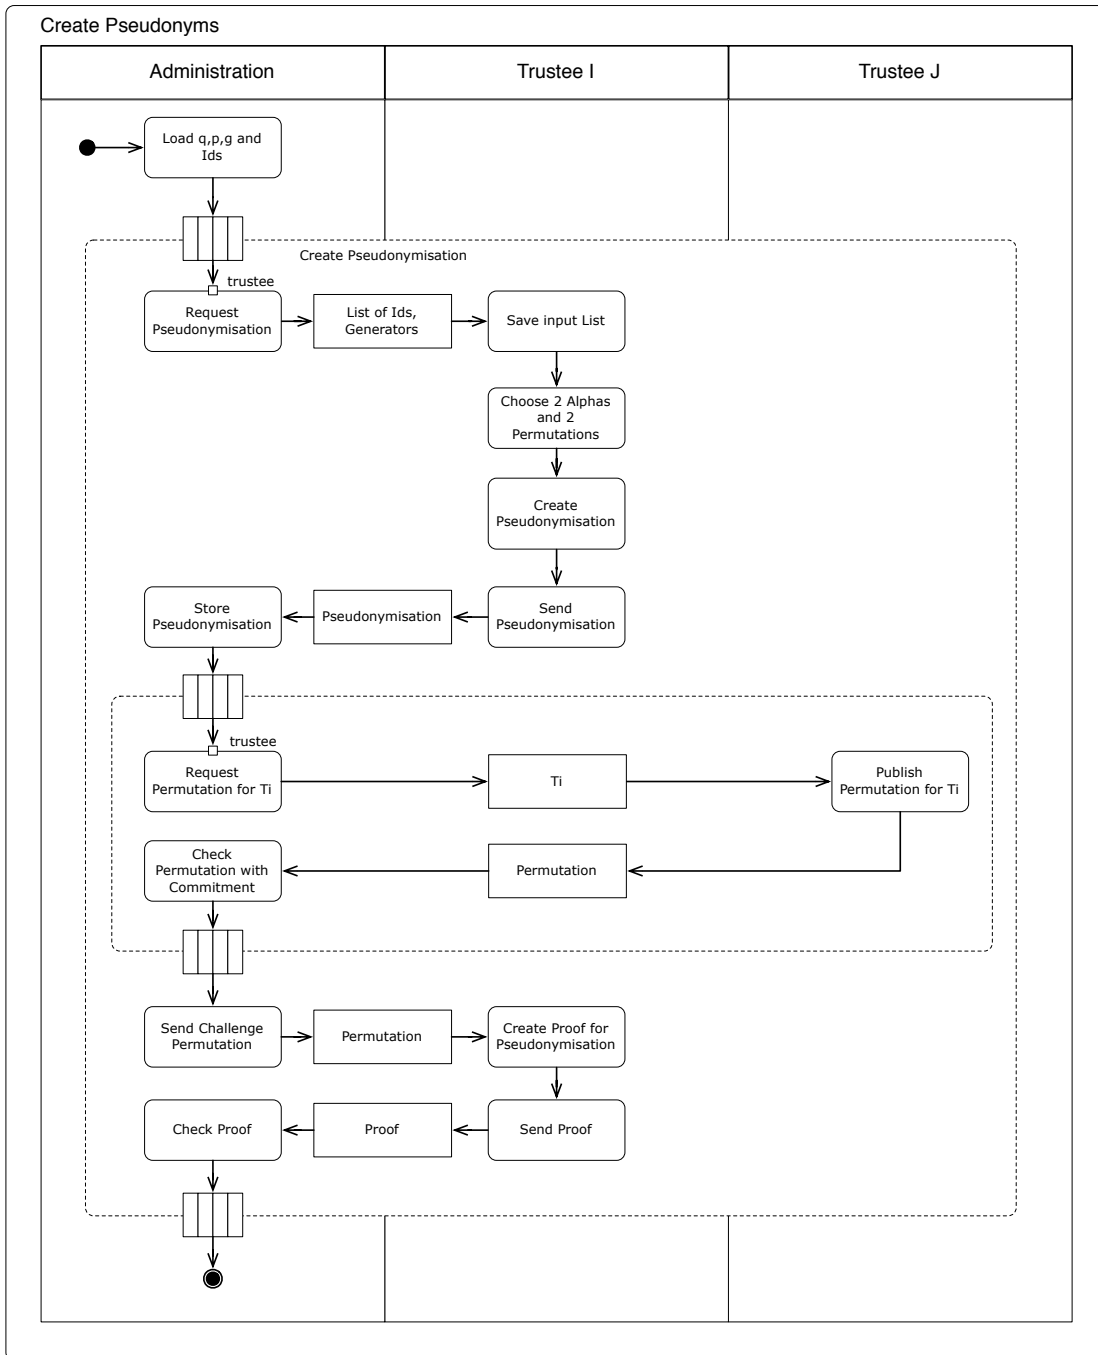 Create Pseudonyms
Administration
Trustee I
Trustee J
Load q,p,g and
Ids
Create Pseudonymisation
trustee
Request
Pseudonymisation
List of Ids,
Generators
Save input List
Choose 2 Alphas
and 2
Permutations
Create
Pseudonymisation
Send
Pseudonymisation
Pseudonymisation
Store
Pseudonymisation
trustee
Request
Permutation for Ti
Ti
Publish
Permutation for Ti
Permutation
Check
Permutation with
Commitment
Send Challenge
Permutation
Permutation
Create Proof for
Pseudonymisation
Send Proof
Proof
Check Proof